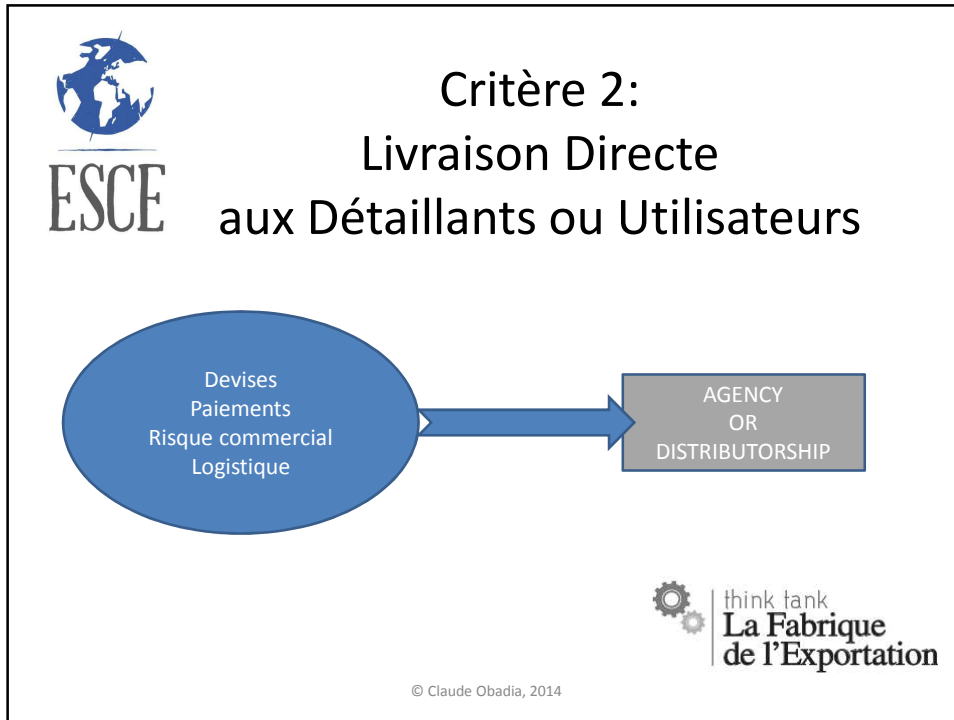 ESCE
Critère 2:
Livraison Directe
aux Détaillants ou Utilisateurs
Devises
Paiements
Risque commercial
Logistique
AGENCY
OR
DISTRIBUTORSHIP
think tank
La Fabrique
de l'Exportation
© Claude Obadia, 2014